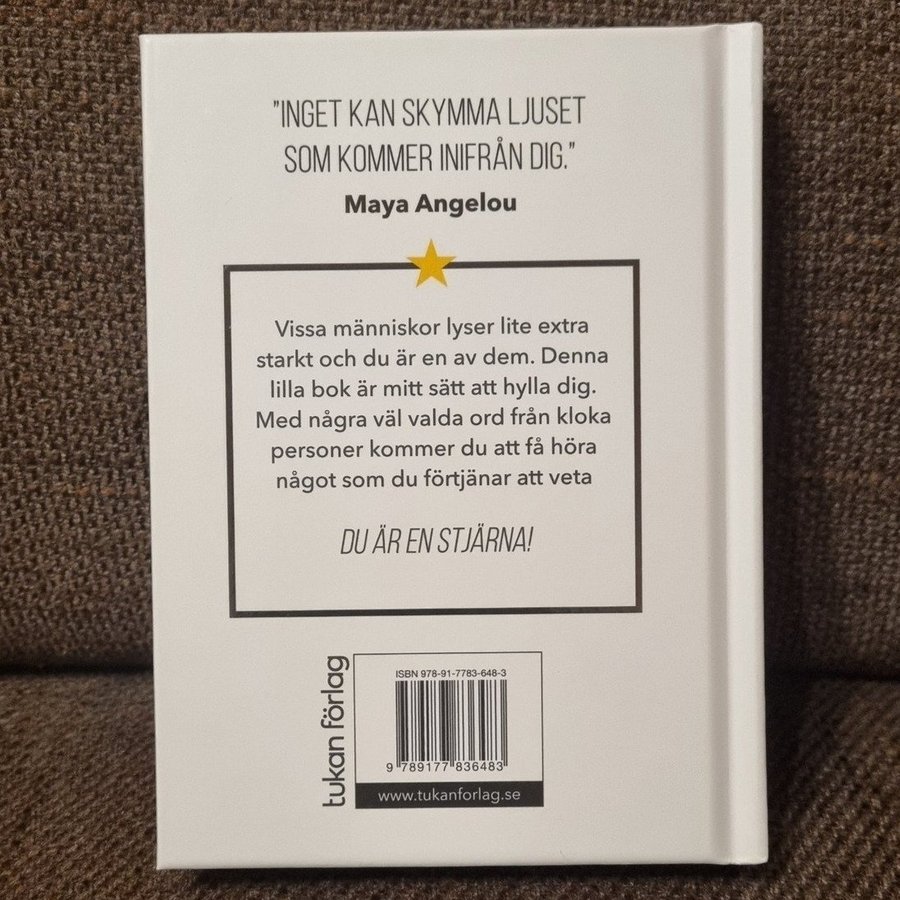 "INGET KAN SKYMMA LJUSET
SOM KOMMER INIFRÅN DIG."
Maya Angelou
Vissa människor lyser lite extra
starkt och du är en av dem. Denna
lilla bok är mitt sätt att hylla dig.
Med några väl valda ord från kloka
personer kommer du att få höra
något som du förtjänar att veta
DU ÄR EN STJÄRNA!
tukan förlag
ISBN 978-91-7783-648-3
9 789177 836483
www.tukanforlag.se